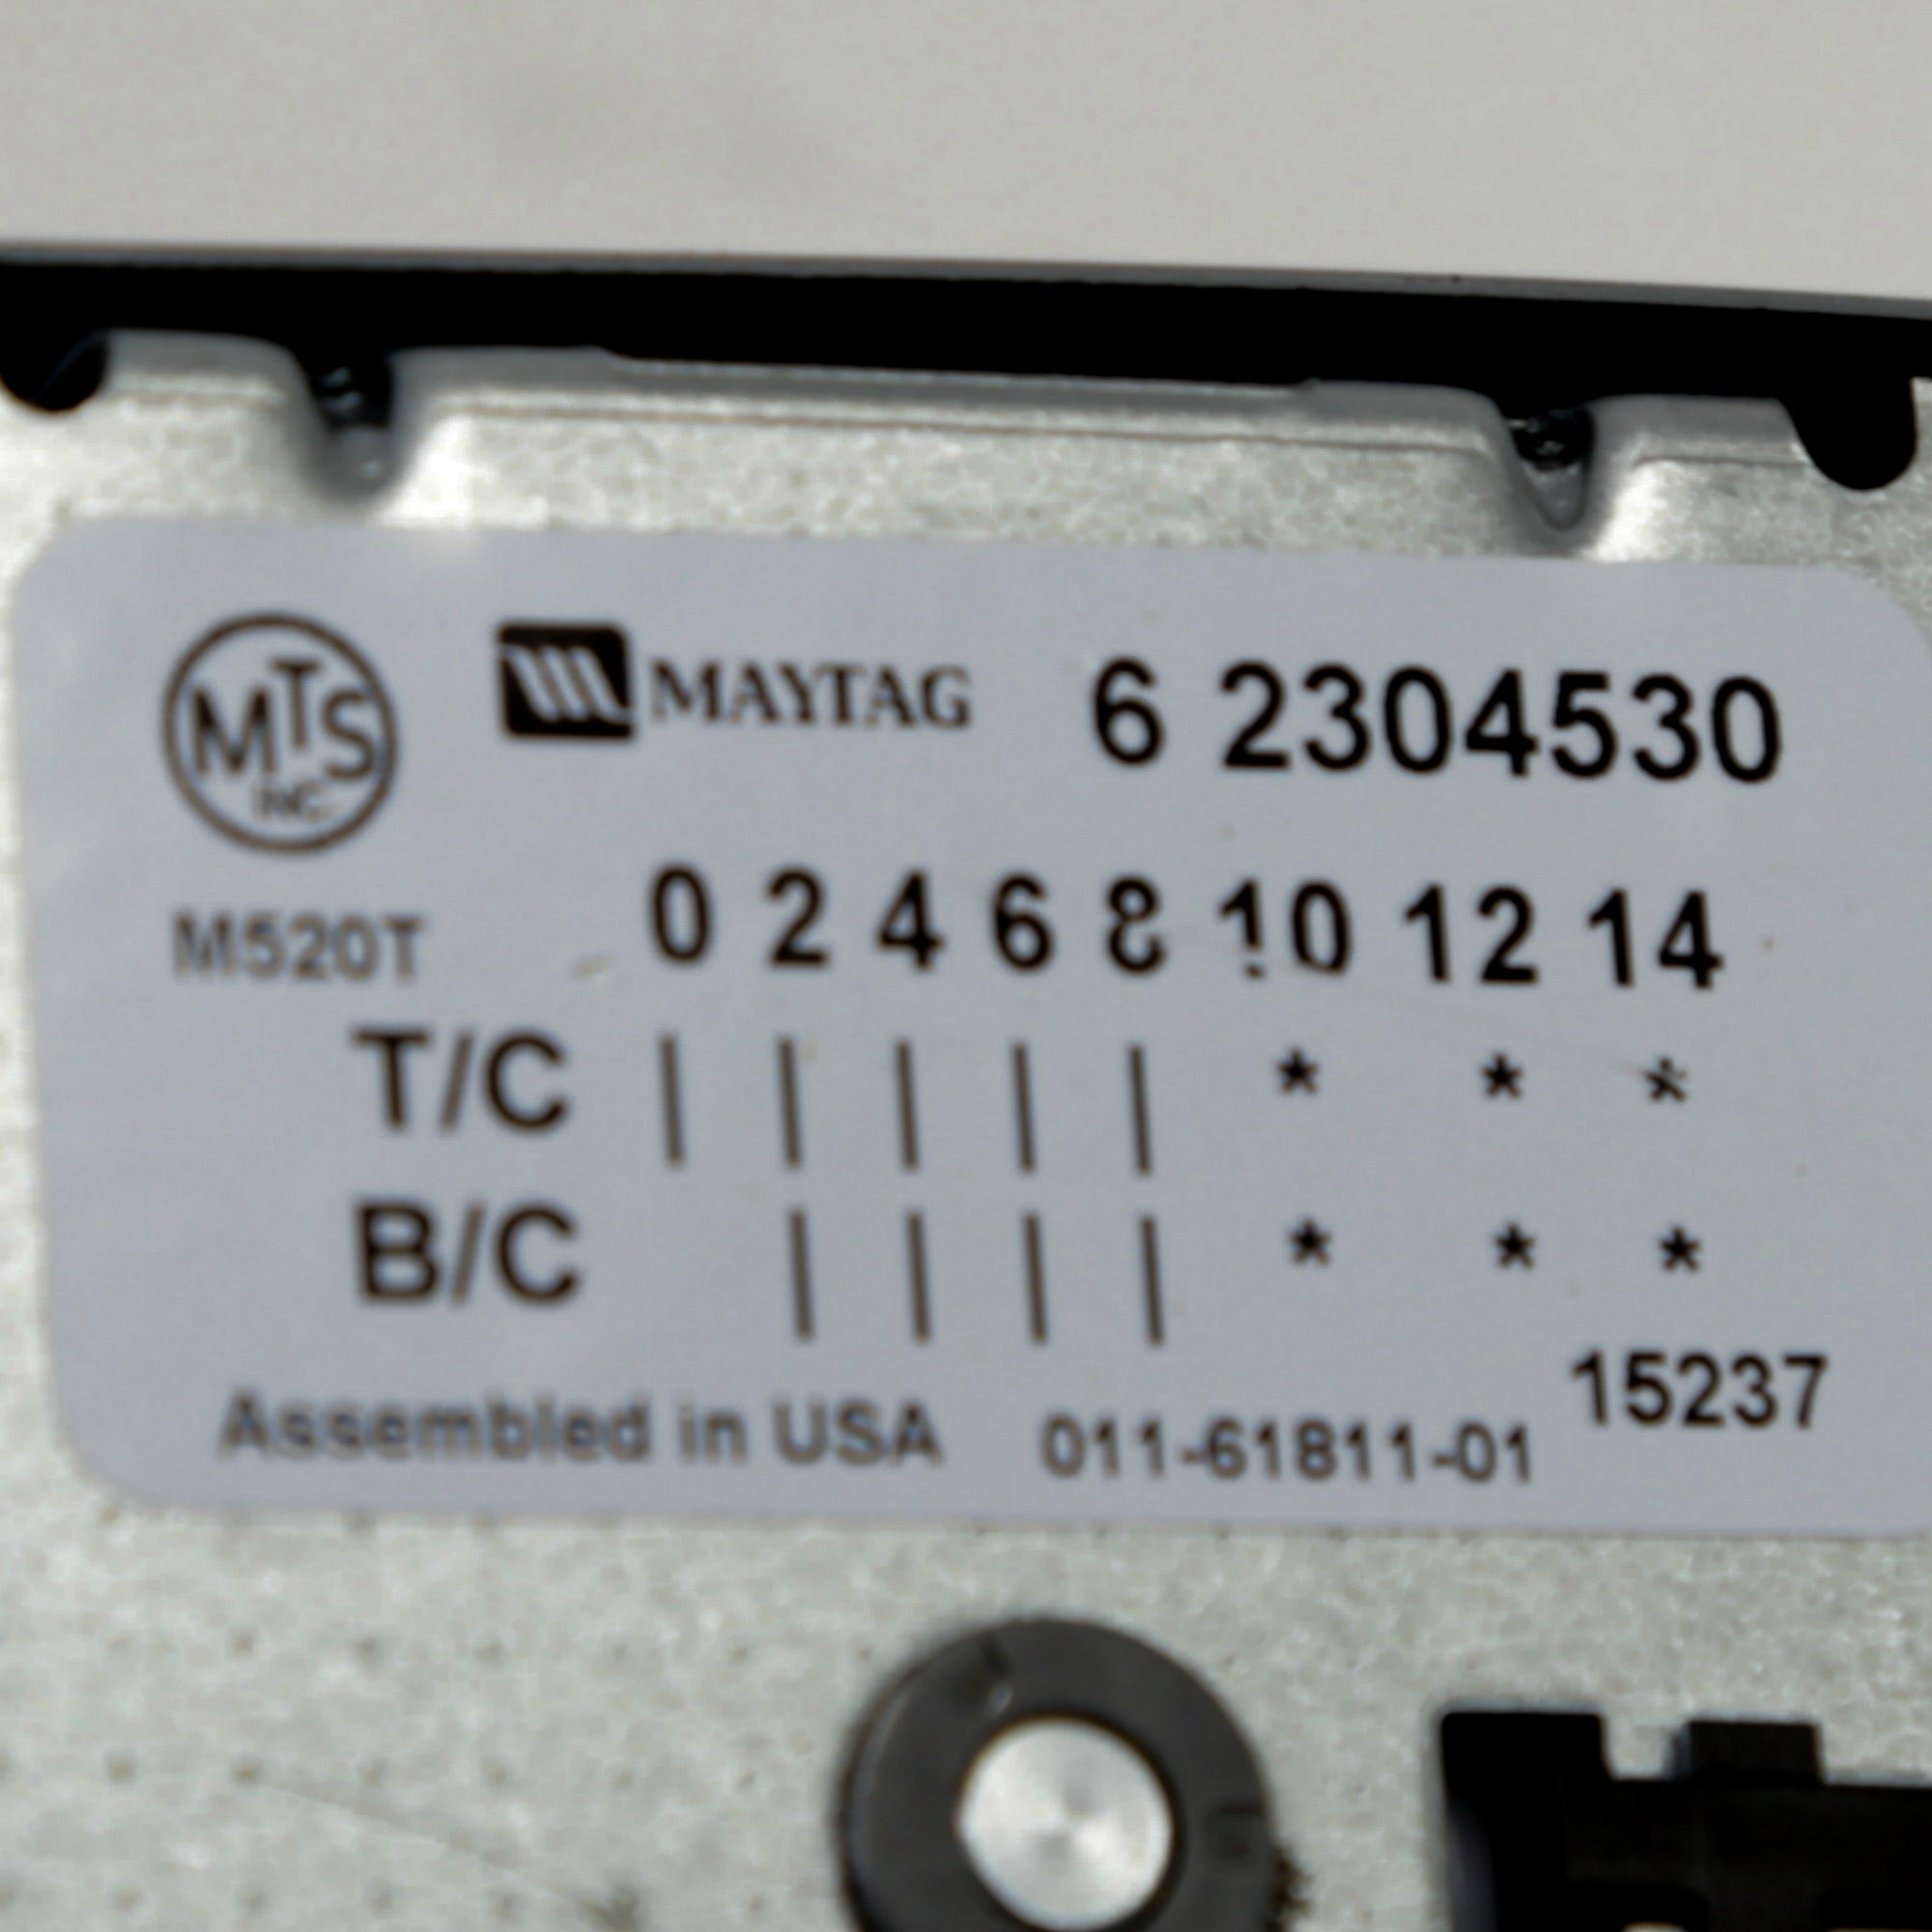 MTS INC. MAYTAG 6 2304530
M520T 0 2 4 6 8 10 12 14
T/C | | | | | * * *
B/C | | | | * * *
15237
Assembled in USA 011-61811-01